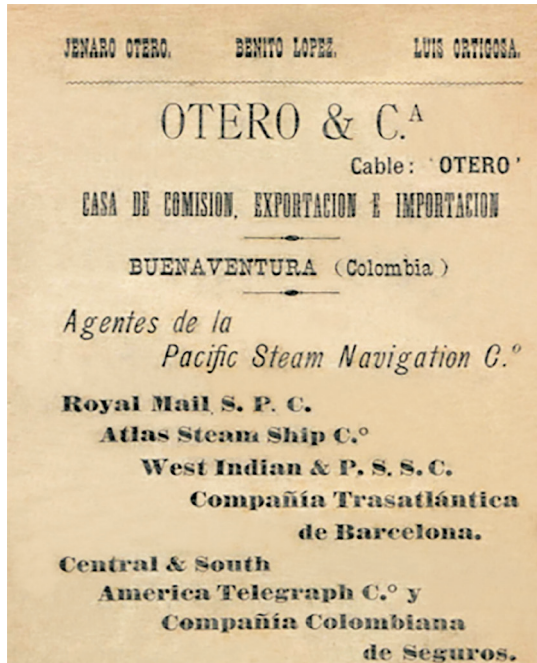 JENARO OTERO. BENITO LOPEZ. LUIS ORTIGOSA.
OTERO & C.A
Cable: 'OTERO'
CASA DE COMISION, EXPORTACION E IMPORTACION
BUENAVENTURA (Colombia)
Agentes de la
Pacific Steam Navigation C.º
Royal Mail S. P. C.
Atlas Steam Ship C.º
West Indian & P. S. S. C.
Compañía Trasatlántica
de Barcelona.
Central & South
America Telegraph C.º y
Compañía Colombiana
de Seguros.